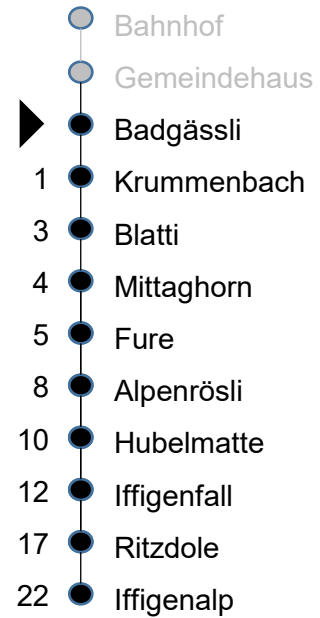 Bahnhof
Gemeindehaus
Badgässli
1 Krummenbach
3 Blatti
4 Mittaghorn
5 Fure
8 Alpenrösli
10 Hubelmatte
12 Iffigenfall
17 Ritzdole
22 Iffigenalp